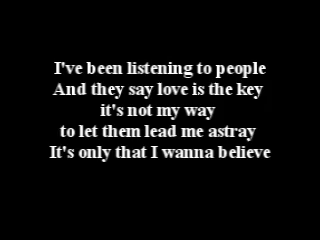 I've been listening to people
And they say love is the key
it's not my way
to let them lead me astray
It's only that I wanna believe